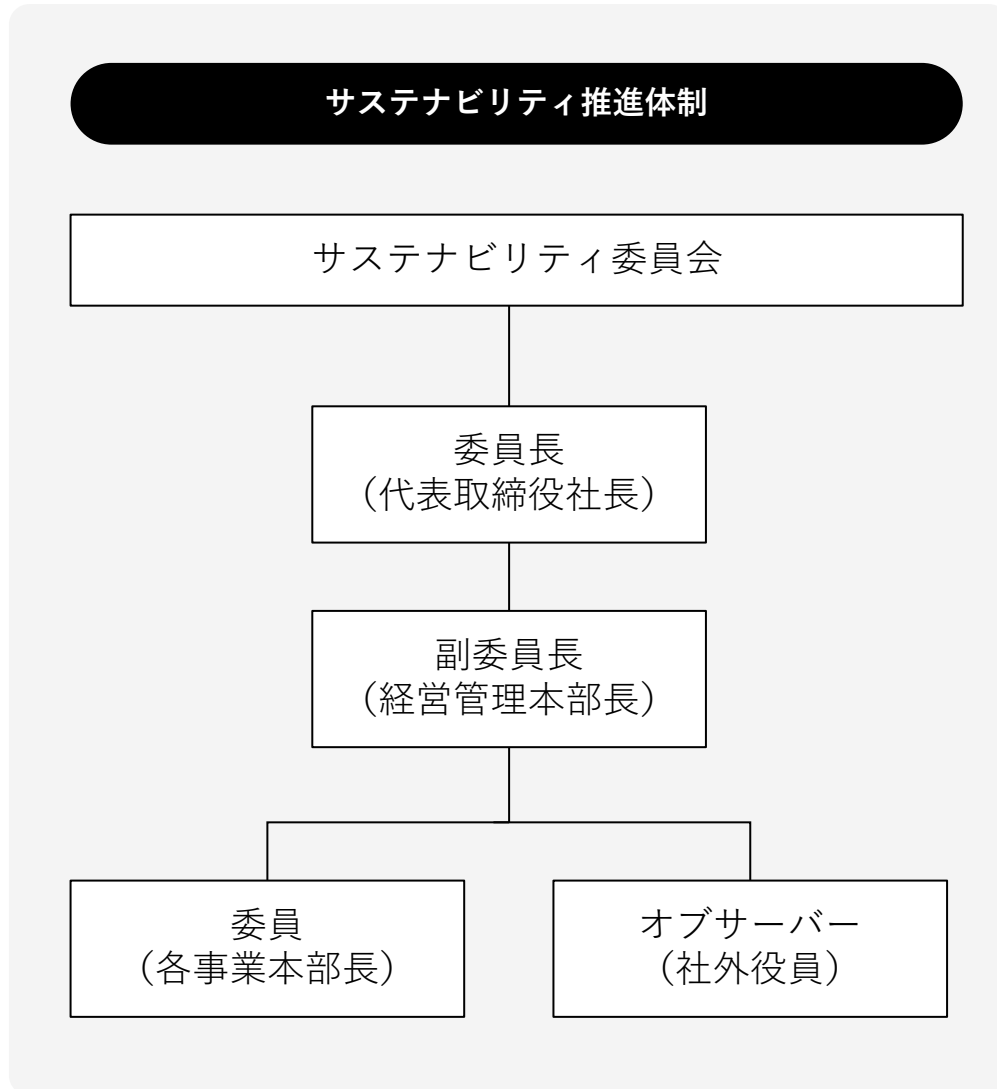 サステナビリティ推進体制
サステナビリティ委員会
委員長
（代表取締役社長）
副委員長
（経営管理本部長）
委員
（各事業本部長）
オブサーバー
（社外役員）